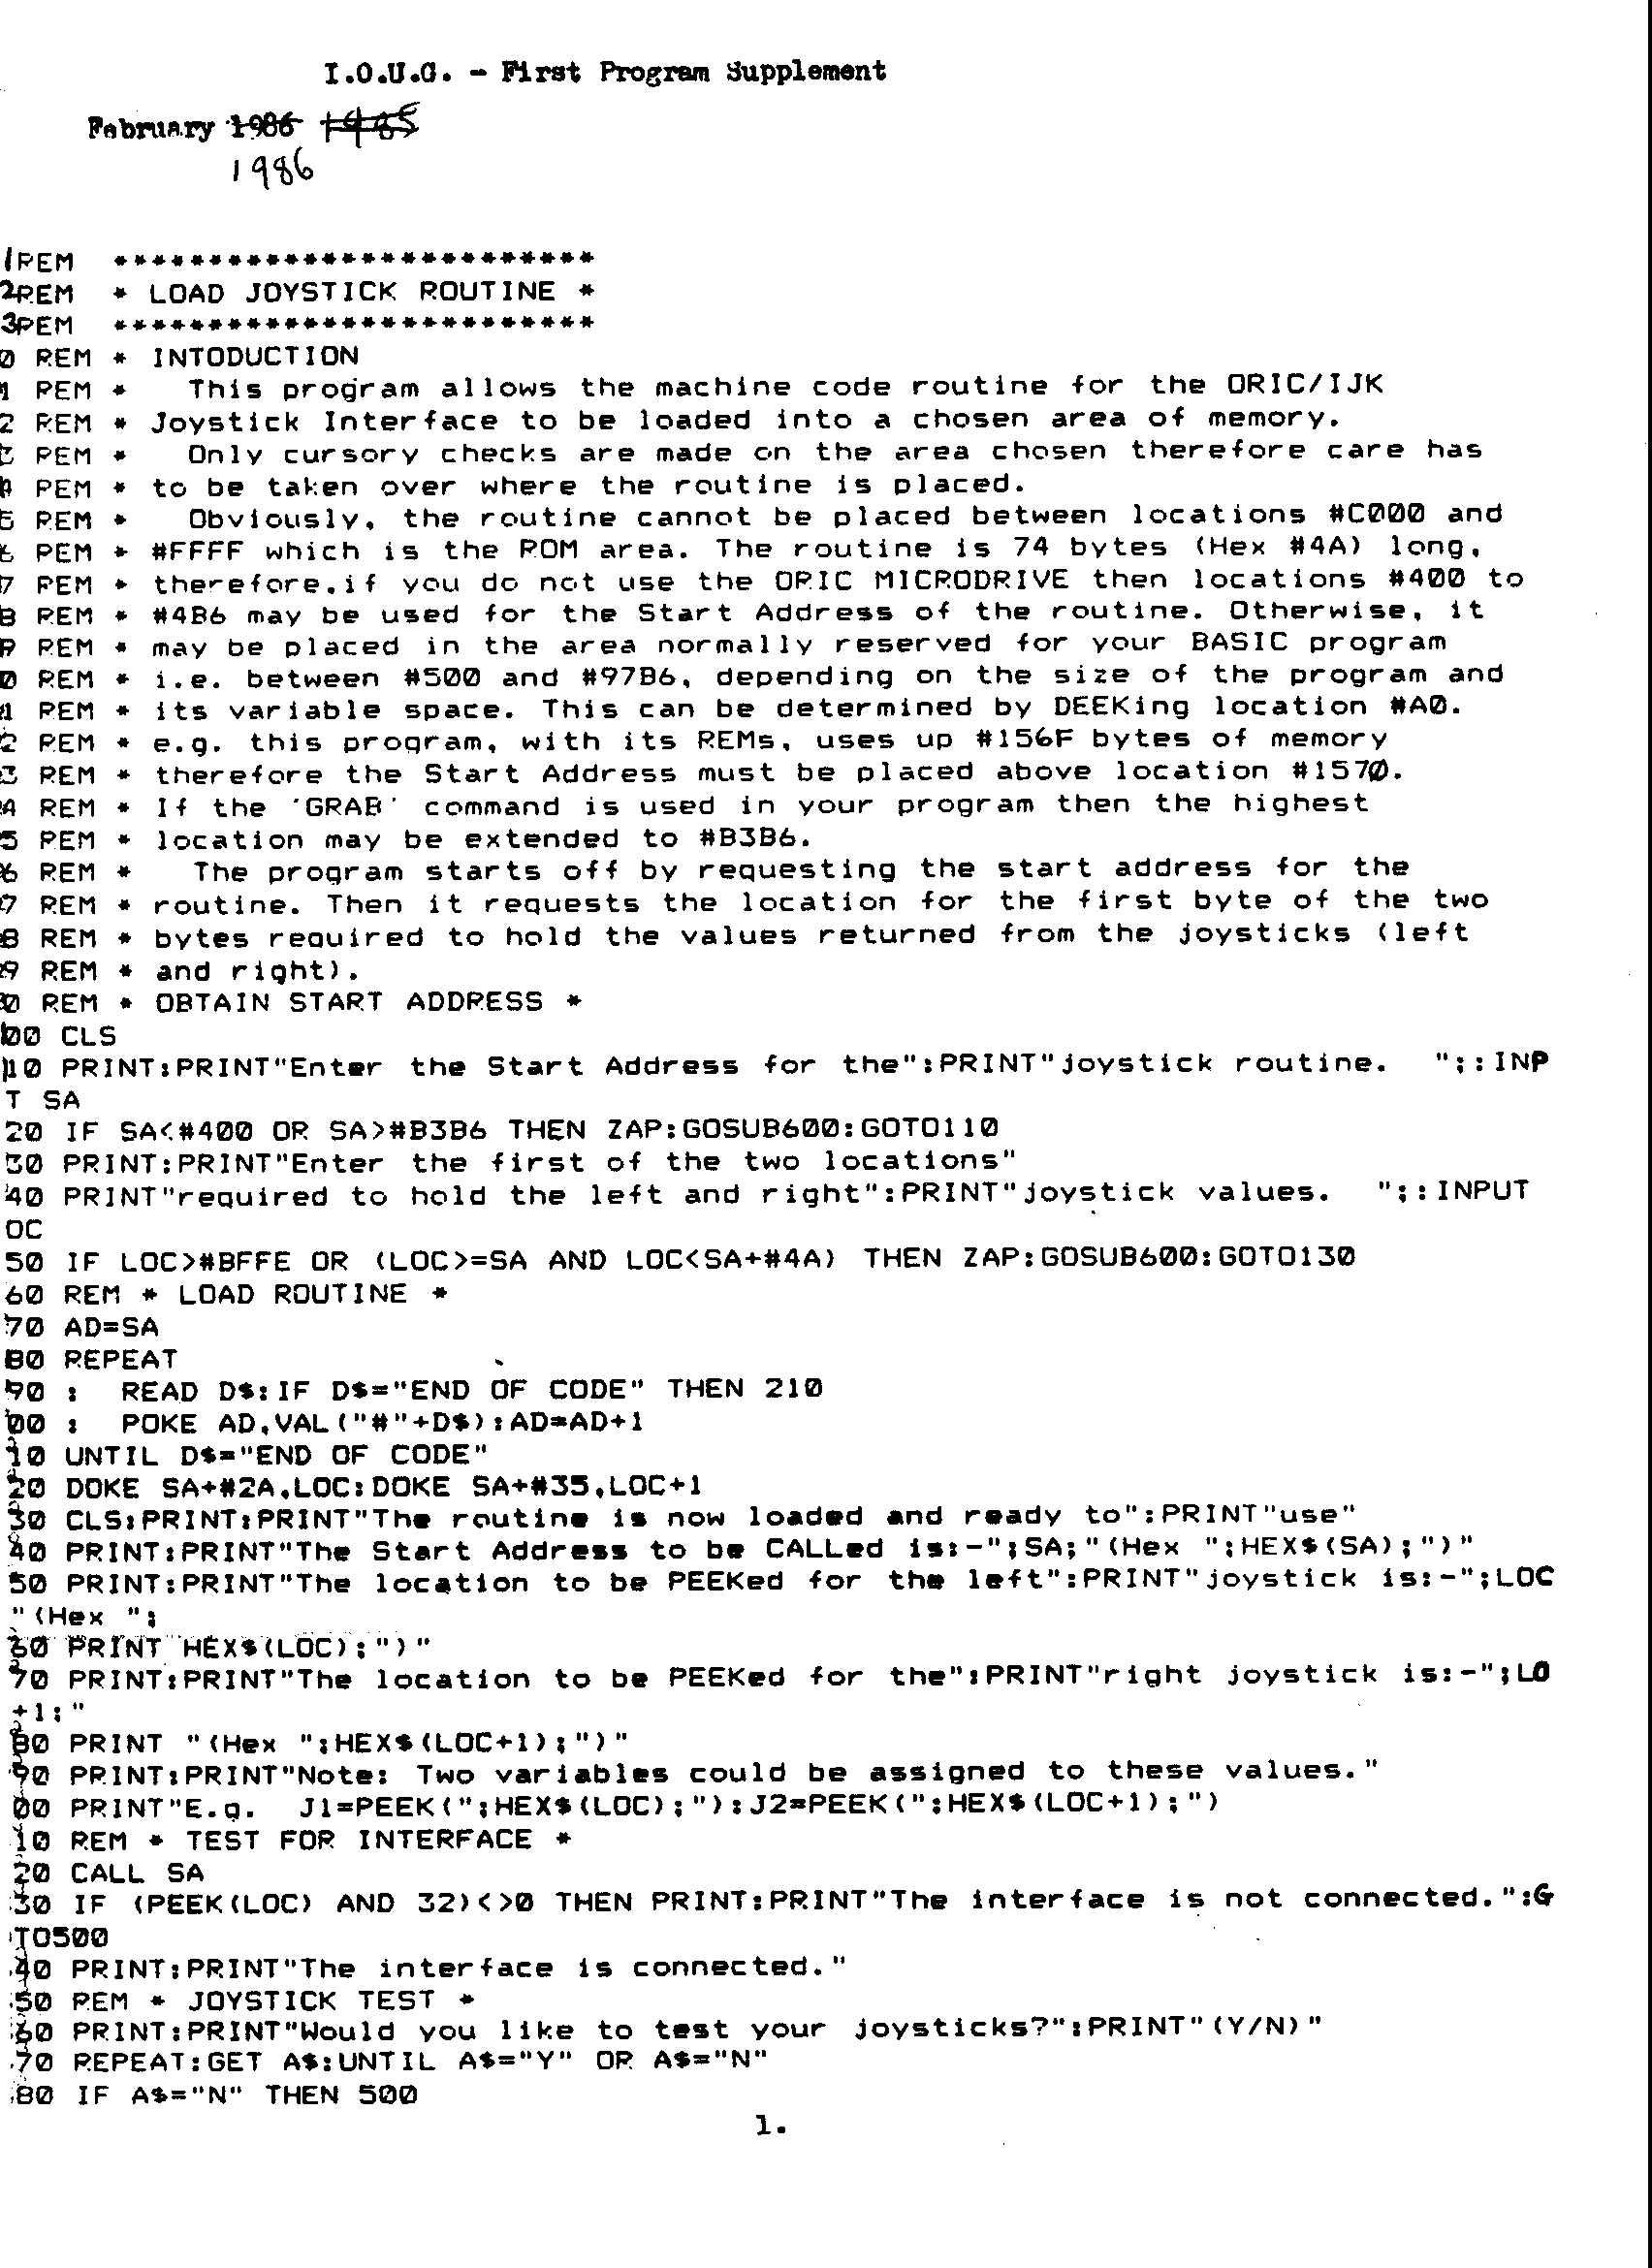 I.O.U.G. - First Program Supplement
February 1986 1985
1986
1REM **************************
2REM * LOAD JOYSTICK ROUTINE *
3REM **************************
0 REM * INTODUCTION
1 REM *   This program allows the machine code routine for the ORIC/IJK
2 REM * Joystick Interface to be loaded into a chosen area of memory.
3 REM *   Only cursory checks are made on the area chosen therefore care has
4 REM * to be taken over where the routine is placed.
5 REM *   Obviously, the routine cannot be placed between locations #C000 and
6 REM * #FFFF which is the ROM area. The routine is 74 bytes (Hex #4A) long,
7 REM * therefore,if you do not use the ORIC MICRODRIVE then locations #400 to
8 REM * #4B6 may be used for the Start Address of the routine. Otherwise, it
9 REM * may be placed in the area normally reserved for your BASIC program
0 REM * i.e. between #500 and #97B6, depending on the size of the program and
1 REM * its variable space. This can be determined by DEEKing location #A0.
2 REM * e.g. this program, with its REMs, uses up #156F bytes of memory
3 REM * therefore the Start Address must be placed above location #1570.
4 REM * If the 'GRAB' command is used in your program then the highest
5 REM * location may be extended to #B3B6.
6 REM *   The program starts off by requesting the start address for the
7 REM * routine. Then it requests the location for the first byte of the two
8 REM * bytes required to hold the values returned from the joysticks (left
9 REM * and right).
0 REM * OBTAIN START ADDRESS *
00 CLS
110 PRINT:PRINT"Enter the Start Address for the":PRINT"joystick routine.   ";:INP
T SA
20 IF SA<#400 OR SA>#B3B6 THEN ZAP:GOSUB600:GOTO110
30 PRINT:PRINT"Enter the first of the two locations"
40 PRINT"required to hold the left and right":PRINT"joystick values.   ";:INPUT
OC
50 IF LOC>#BFFE OR (LOC>=SA AND LOC<SA+#4A) THEN ZAP:GOSUB600:GOTO130
60 REM * LOAD ROUTINE *
70 AD=SA
80 REPEAT
90 :  READ D$:IF D$="END OF CODE" THEN 210
00 :  POKE AD,VAL("#"+D$):AD=AD+1
10 UNTIL D$="END OF CODE"
20 DOKE SA+#2A,LOC:DOKE SA+#35,LOC+1
30 CLS:PRINT:PRINT"The routine is now loaded and ready to":PRINT"use"
40 PRINT:PRINT"The Start Address to be CALLed is:-";SA;"(Hex ";HEX$(SA);")"
50 PRINT:PRINT"The location to be PEEKed for the left":PRINT"joystick is:-";LOC
"(Hex ";
60 PRINT HEX$(LOC);")"
70 PRINT:PRINT"The location to be PEEKed for the":PRINT"right joystick is:-";LO
+1;"
80 PRINT "(Hex ";HEX$(LOC+1);")"
90 PRINT:PRINT"Note: Two variables could be assigned to these values."
00 PRINT"E.g.  J1=PEEK(";HEX$(LOC);"):J2=PEEK(";HEX$(LOC+1);")
10 REM * TEST FOR INTERFACE *
20 CALL SA
30 IF (PEEK(LOC) AND 32)<>0 THEN PRINT:PRINT"The interface is not connected.":G
TO500
40 PRINT:PRINT"The interface is connected."
50 REM * JOYSTICK TEST *
60 PRINT:PRINT"Would you like to test your joysticks?":PRINT"(Y/N)"
70 REPEAT:GET A$:UNTIL A$="Y" OR A$="N"
80 IF A$="N" THEN 500
1.